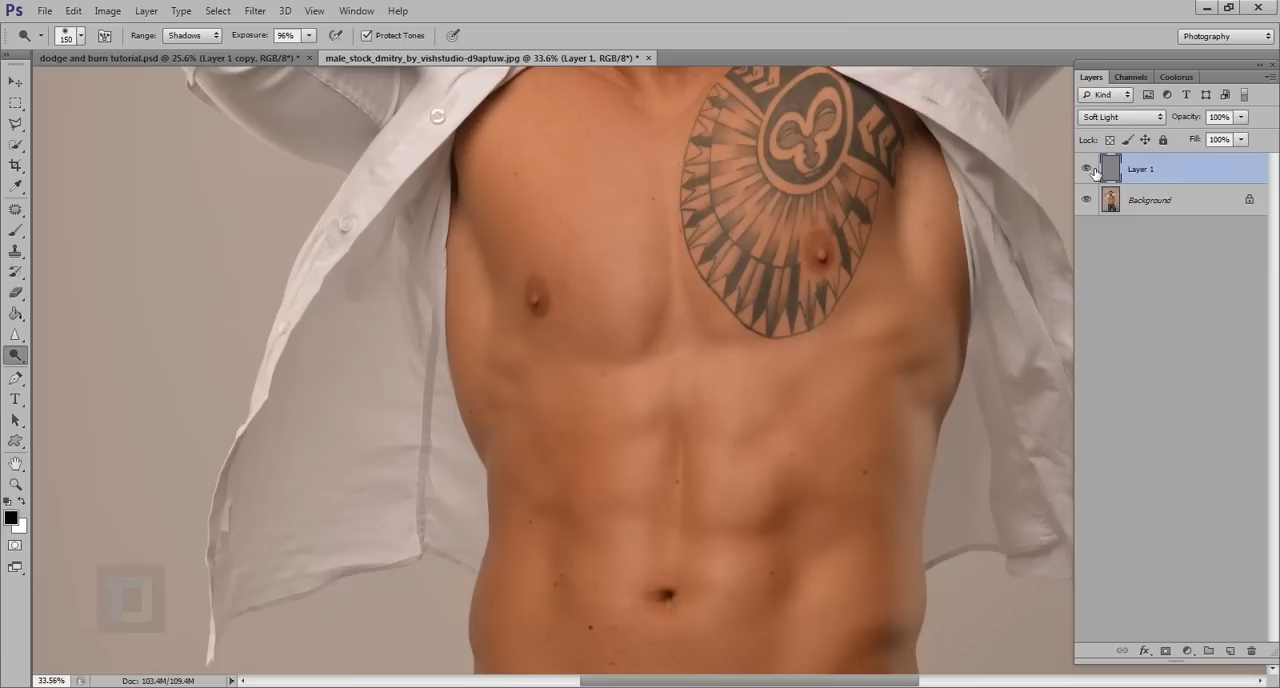 Ps File Edit Image Layer Type Select Filter 3D View Window Help
150 Range: Shadows Exposure: 96% Protect Tones Photography
dodge and burn tutorial.psd @ 25.6% (Layer 1 copy, RGB/8*) * × male_stock_dmitry_by_vishstudio-d9aptuw.jpg @ 33.6% (Layer 1, RGB/8*) * ×
Layers Channels Coolorus
Kind
Soft Light Opacity: 100%
Lock: Fill: 100%
Layer 1
Background
33.56% Doc: 103.4M/109.4M